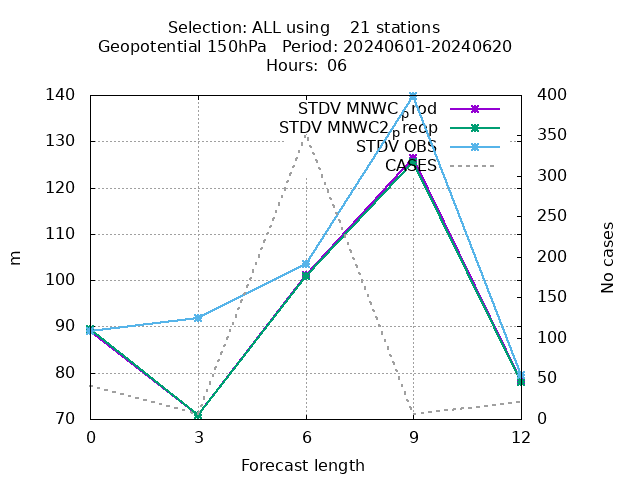 Selection: ALL using    21 stations
Geopotential 150hPa   Period: 20240601-20240620
Hours:  06
140
130
120
110
100
90
80
70
400
350
300
250
200
150
100
50
0
STDV MNWC_prod
STDV MNWC2_preop
STDV OBS
CASES
m
No cases
0 3 6 9 12
Forecast length